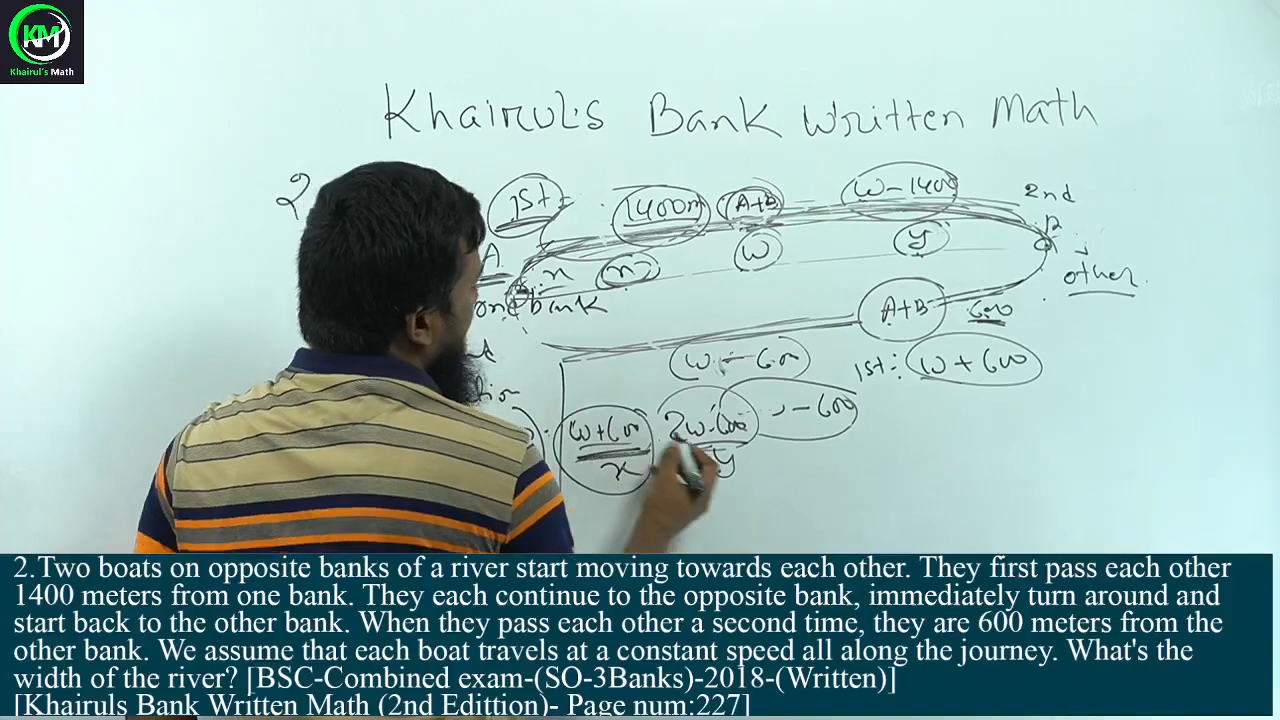 KM
Khairul's Math
Khairul's Bank Written Math
2
1st
1400m
A+B
W-1400
2nd
A
x
W
y
B
other
one bank
A+B
600
W-600
1st: W+600
W+600
x
2W-600
y
-600
2.Two boats on opposite banks of a river start moving towards each other. They first pass each other
1400 meters from one bank. They each continue to the opposite bank, immediately turn around and
start back to the other bank. When they pass each other a second time, they are 600 meters from the
other bank. We assume that each boat travels at a constant speed all along the journey. What's the
width of the river? [BSC-Combined exam-(SO-3Banks)-2018-(Written)]
[Khairuls Bank Written Math (2nd Edittion)- Page num:227]